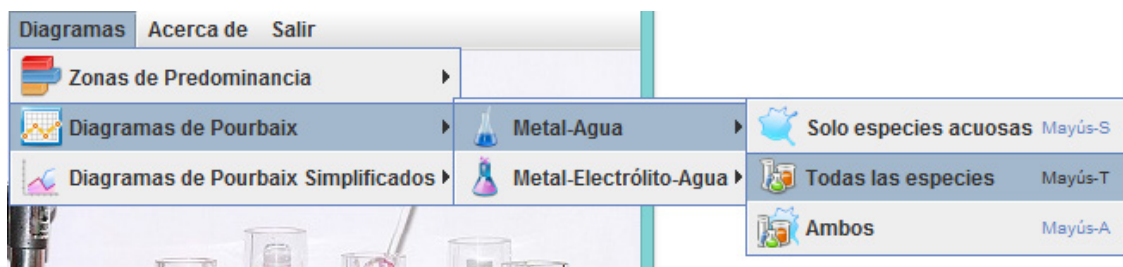 Diagramas Acerca de Salir
Zonas de Predominancia
Diagramas de Pourbaix
Diagramas de Pourbaix Simplificados
Metal-Agua
Metal-Electrólito-Agua
Solo especies acuosas Mayús-S
Todas las especies Mayús-T
Ambos Mayús-A